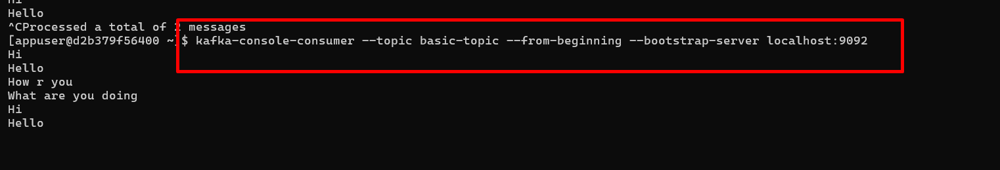 Hi
Hello
^CProcessed a total of 2 messages
[appuser@d2b379f56400 ~]$ kafka-console-consumer --topic basic-topic --from-beginning --bootstrap-server localhost:9092
Hi
Hello
How r you
What are you doing
Hi
Hello